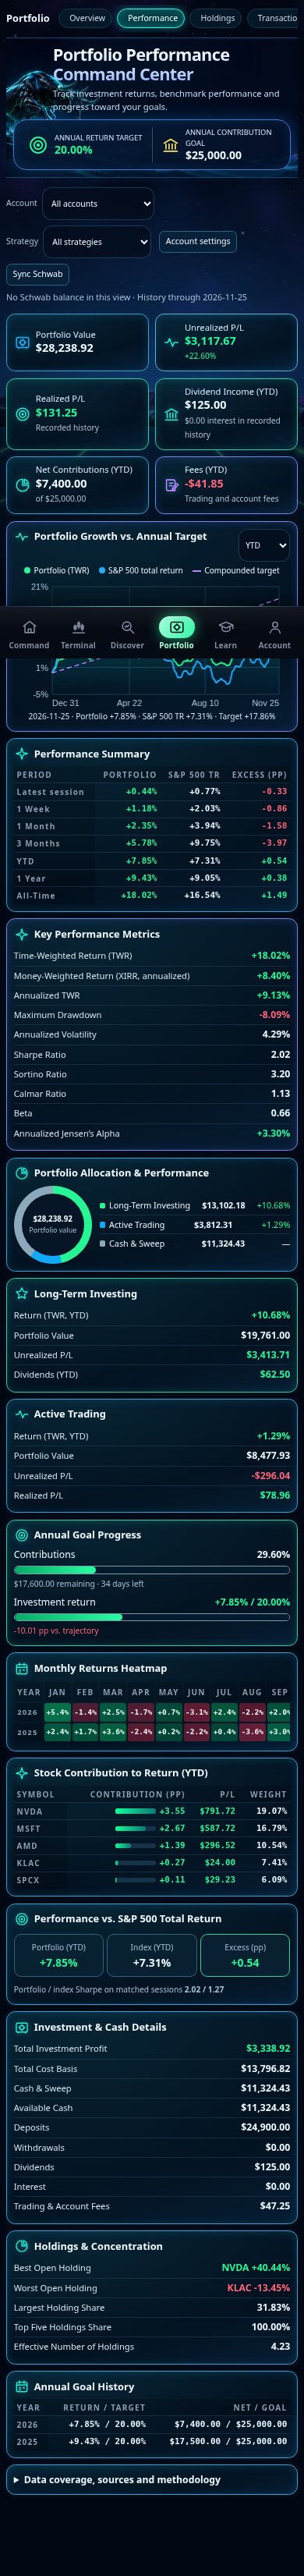 Portfolio Overview Performance Holdings Transactio
Portfolio Performance
Command Center
Track investment returns, benchmark performance and
progress toward your goals.
ANNUAL RETURN TARGET
20.00%
ANNUAL CONTRIBUTION
GOAL
$25,000.00
Account All accounts
Strategy All strategies Account settings
Sync Schwab
No Schwab balance in this view · History through 2026-11-25
Portfolio Value
$28,238.92
Unrealized P/L
$3,117.67
+22.60%
Realized P/L
$131.25
Recorded history
Dividend Income (YTD)
$125.00
$0.00 interest in recorded
history
Net Contributions (YTD)
$7,400.00
of $25,000.00
Fees (YTD)
-$41.85
Trading and account fees
Portfolio Growth vs. Annual Target YTD
Portfolio (TWR) S&P 500 total return Compounded target
21%
Command Terminal Discover Portfolio Learn Account
1%
-5%
Dec 31 Apr 22 Aug 10 Nov 25
2026-11-25 · Portfolio +7.85% · S&P 500 TR +7.31% · Target +17.86%
Performance Summary
PERIOD PORTFOLIO S&P 500 TR EXCESS (PP)
Latest session +0.44% +0.77% -0.33
1 Week +1.18% +2.03% -0.86
1 Month +2.35% +3.94% -1.58
3 Months +5.78% +9.75% -3.97
YTD +7.85% +7.31% +0.54
1 Year +9.43% +9.05% +0.38
All-Time +18.02% +16.54% +1.49
Key Performance Metrics
Time-Weighted Return (TWR) +18.02%
Money-Weighted Return (XIRR, annualized) +8.40%
Annualized TWR +9.13%
Maximum Drawdown -8.09%
Annualized Volatility 4.29%
Sharpe Ratio 2.02
Sortino Ratio 3.20
Calmar Ratio 1.13
Beta 0.66
Annualized Jensen's Alpha +3.30%
Portfolio Allocation & Performance
$28,238.92
Portfolio value
Long-Term Investing $13,102.18 +10.68%
Active Trading $3,812.31 +1.29%
Cash & Sweep $11,324.43 —
Long-Term Investing
Return (TWR, YTD) +10.68%
Portfolio Value $19,761.00
Unrealized P/L $3,413.71
Dividends (YTD) $62.50
Active Trading
Return (TWR, YTD) +1.29%
Portfolio Value $8,477.93
Unrealized P/L -$296.04
Realized P/L $78.96
Annual Goal Progress
Contributions 29.60%
$17,600.00 remaining · 34 days left
Investment return +7.85% / 20.00%
-10.01 pp vs. trajectory
Monthly Returns Heatmap
YEAR JAN FEB MAR APR MAY JUN JUL AUG SEP
2026 +5.4% -1.4% +2.5% -1.7% +0.7% -3.1% +2.4% -2.2% +2.0%
2025 +2.4% +1.7% +3.6% -2.4% +0.2% -2.2% +0.4% -3.6% +3.0%
Stock Contribution to Return (YTD)
SYMBOL CONTRIBUTION (PP) P/L WEIGHT
NVDA +3.55 $791.72 19.07%
MSFT +2.67 $587.72 16.79%
AMD +1.39 $296.52 10.54%
KLAC +0.27 $24.00 7.41%
SPCX +0.11 $29.23 6.09%
Performance vs. S&P 500 Total Return
Portfolio (YTD)
+7.85%
Index (YTD)
+7.31%
Excess (pp)
+0.54
Portfolio / index Sharpe on matched sessions 2.02 / 1.27
Investment & Cash Details
Total Investment Profit $3,338.92
Total Cost Basis $13,796.82
Cash & Sweep $11,324.43
Available Cash $11,324.43
Deposits $24,900.00
Withdrawals $0.00
Dividends $125.00
Interest $0.00
Trading & Account Fees $47.25
Holdings & Concentration
Best Open Holding NVDA +40.44%
Worst Open Holding KLAC -13.45%
Largest Holding Share 31.83%
Top Five Holdings Share 100.00%
Effective Number of Holdings 4.23
Annual Goal History
YEAR RETURN / TARGET NET / GOAL
2026 +7.85% / 20.00% $7,400.00 / $25,000.00
2025 +9.43% / 20.00% $17,500.00 / $25,000.00
Data coverage, sources and methodology